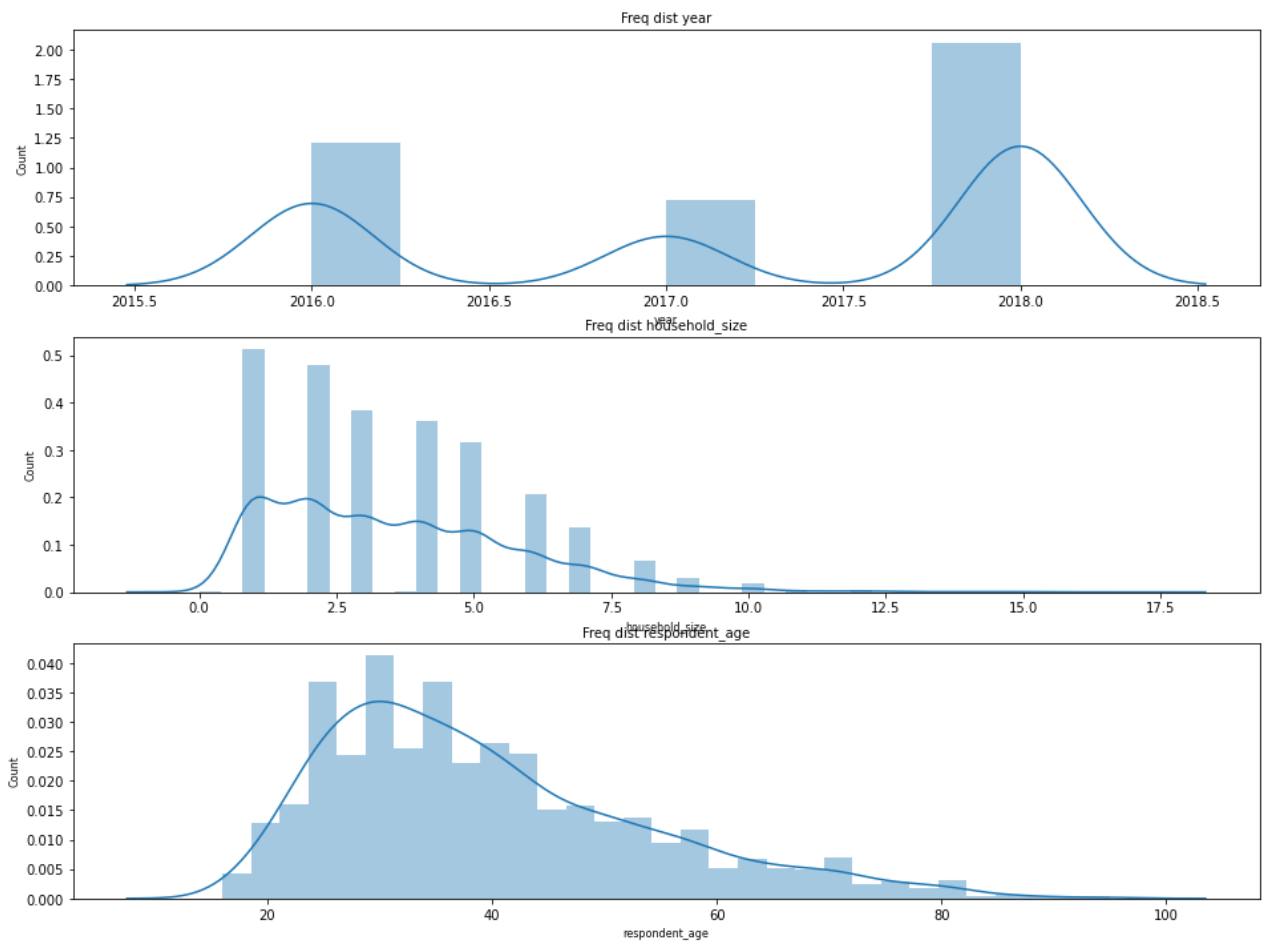 Freq dist year
2.00
1.75
1.50
1.25
1.00
0.75
0.50
0.25
0.00
Count
2015.5 2016.0 2016.5 2017.0 2017.5 2018.0 2018.5
year
Freq dist household_size
0.5
0.4
0.3
0.2
0.1
0.0
Count
0.0 2.5 5.0 7.5 10.0 12.5 15.0 17.5
household_size
Freq dist respondent_age
0.040
0.035
0.030
0.025
0.020
0.015
0.010
0.005
0.000
Count
20 40 60 80 100
respondent_age